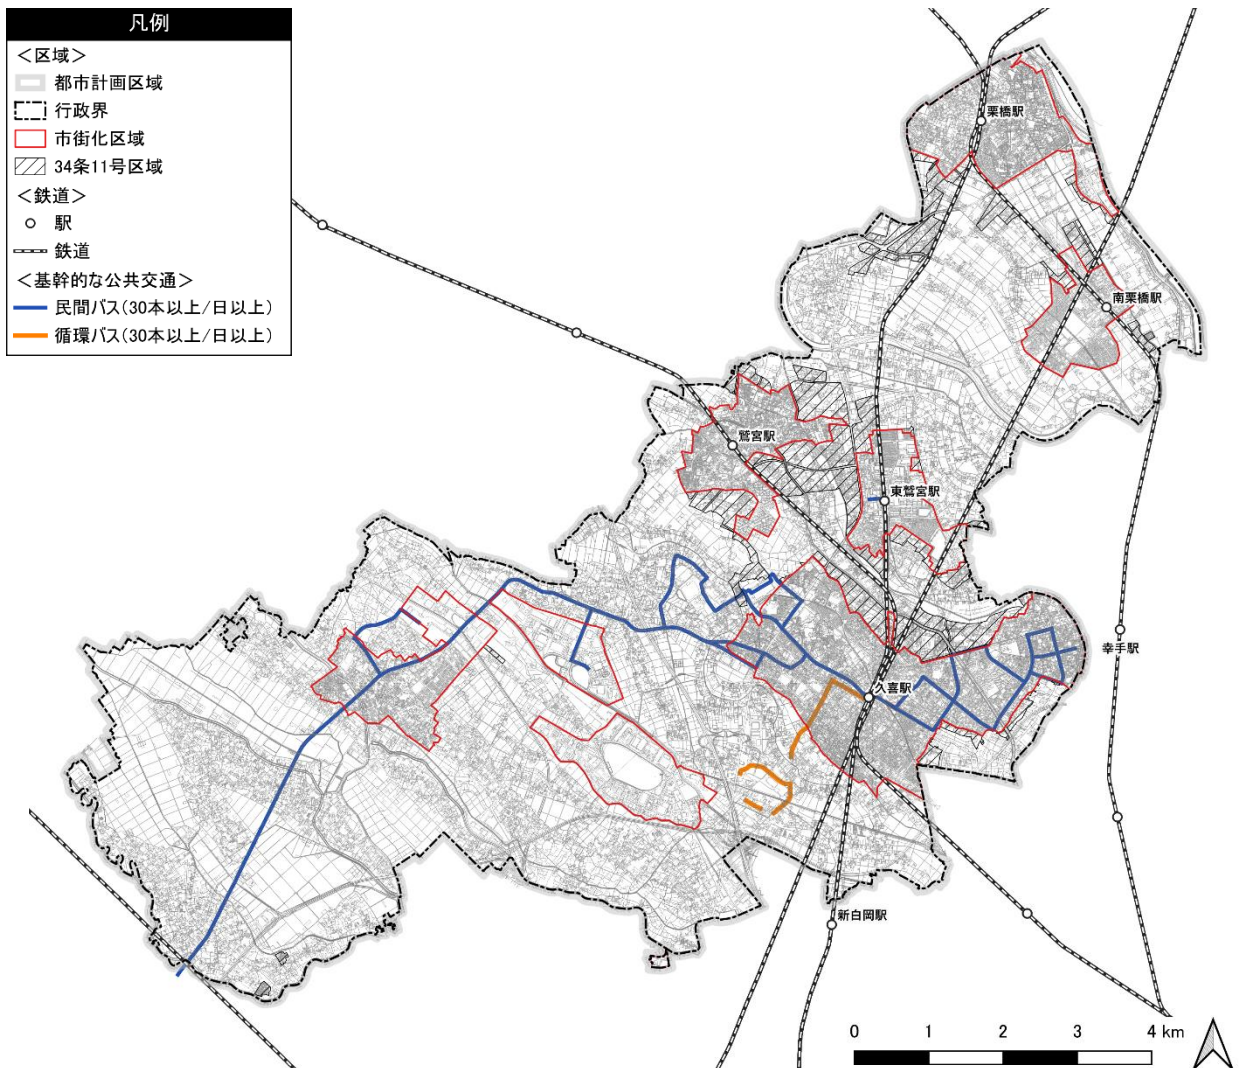 凡例
＜区域＞
都市計画区域
行政界
市街化区域
34条11号区域
＜鉄道＞
駅
鉄道
＜基幹的な公共交通＞
民間バス(30本以上/日以上)
循環バス(30本以上/日以上)
栗橋駅
南栗橋駅
鷲宮駅
東鷲宮駅
幸手駅
久喜駅
新白岡駅
0 1 2 3 4 km